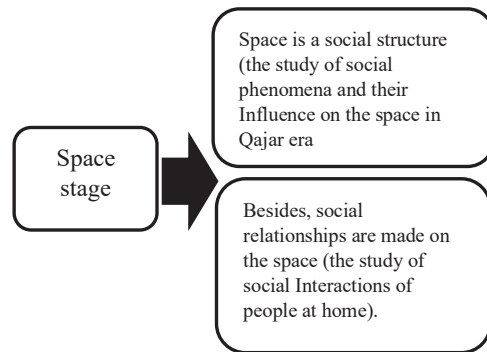 Space
stage
Space is a social structure
(the study of social
phenomena and their
Influence on the space in
Qajar era
Besides, social
relationships are made on
the space (the study of
social Interactions of
people at home).